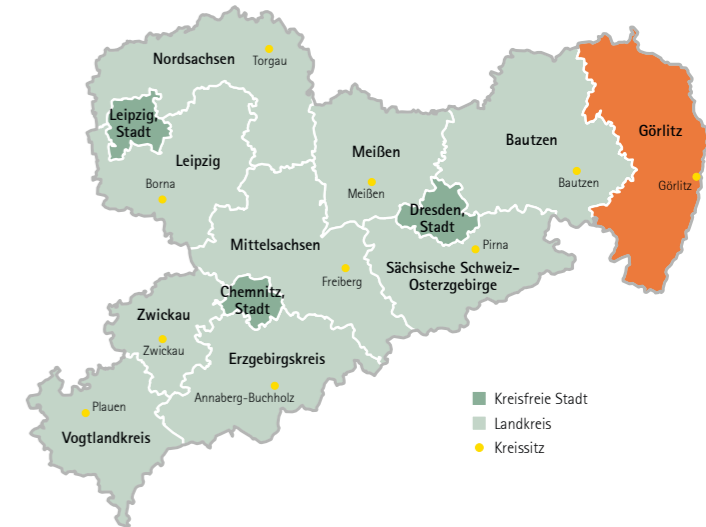 Nordsachsen
Torgau
Leipzig,
Stadt
Leipzig
Borna
Meißen
Meißen
Bautzen
Bautzen
Görlitz
Görlitz
Dresden,
Stadt
Pirna
Sächsische Schweiz-
Osterzgebirge
Mittelsachsen
Freiberg
Chemnitz,
Stadt
Zwickau
Zwickau
Erzgebirgskreis
Annaberg-Buchholz
Plauen
Vogtlandkreis
Kreisfreie Stadt
Landkreis
Kreissitz